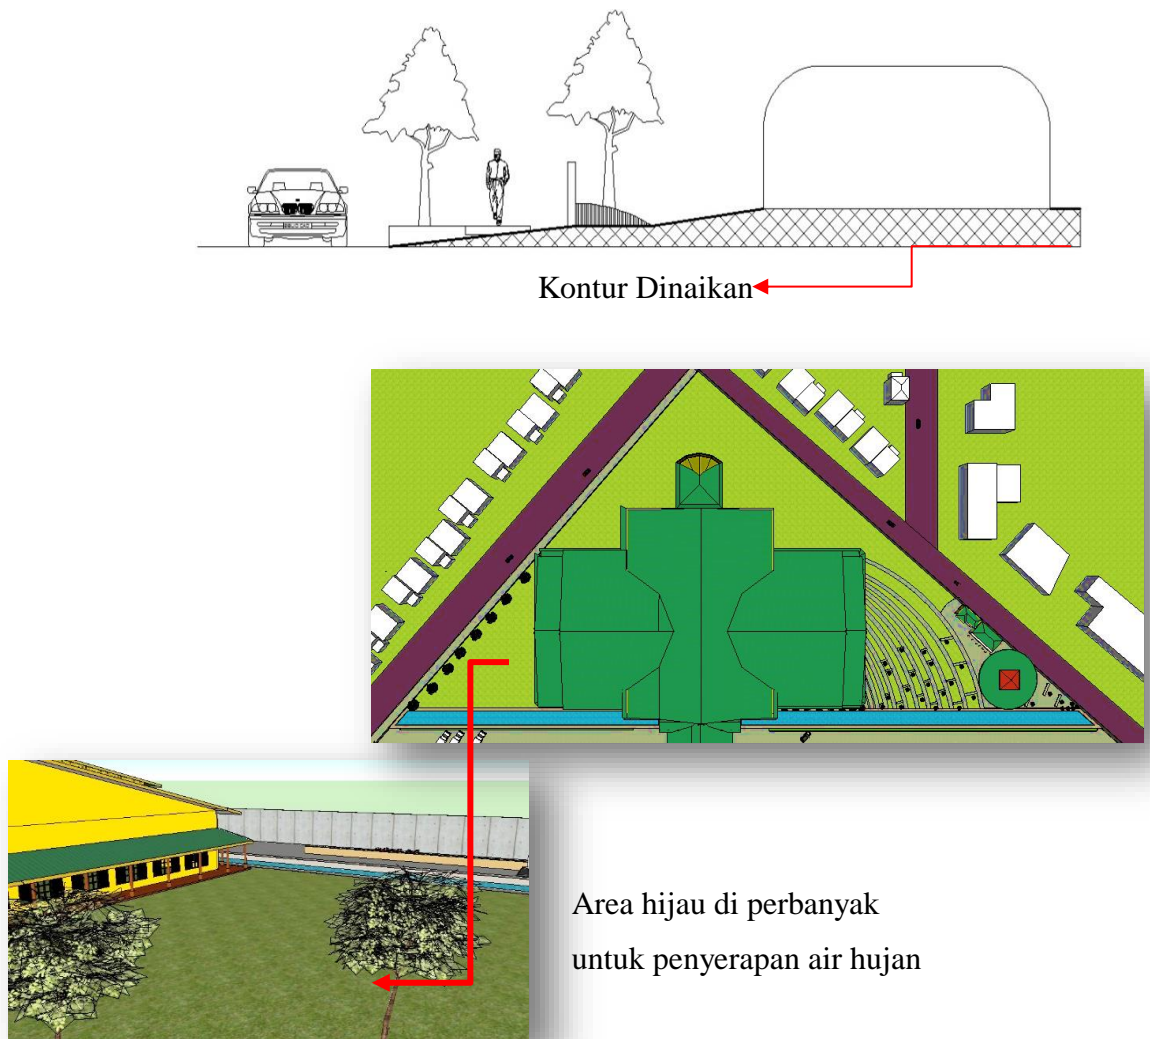 Kontur Dinaikan
Area hijau di perbanyak
untuk penyerapan air hujan